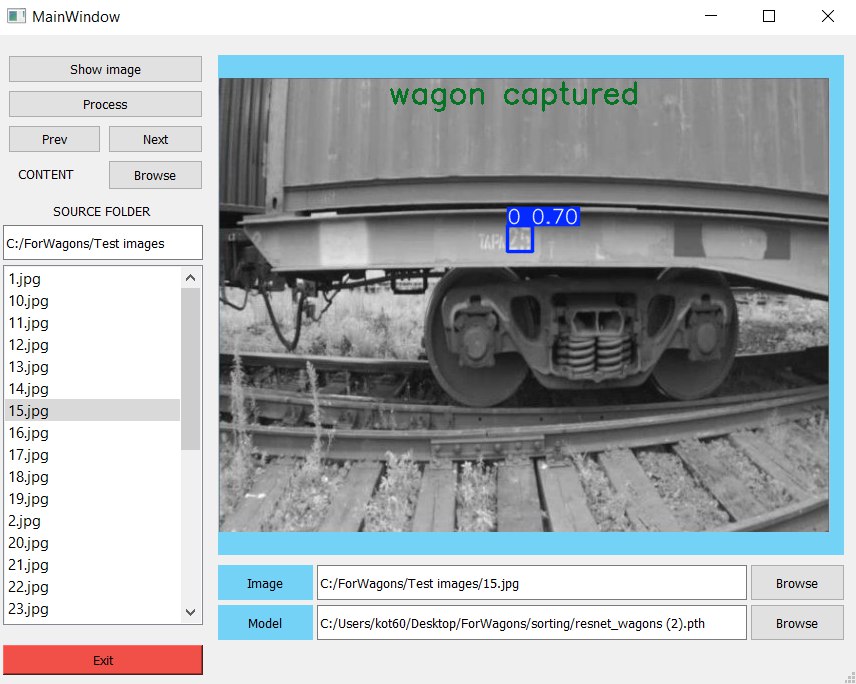 MainWindow
Show image
Process
Prev Next
CONTENT Browse
SOURCE FOLDER
C:/ForWagons/Test images
1.jpg
10.jpg
11.jpg
12.jpg
13.jpg
14.jpg
15.jpg
16.jpg
17.jpg
18.jpg
19.jpg
2.jpg
20.jpg
21.jpg
22.jpg
23.jpg
Exit
wagon captured
0 0.70
Image C:/ForWagons/Test images/15.jpg Browse
Model C:/Users/kot60/Desktop/ForWagons/sorting/resnet_wagons (2).pth Browse